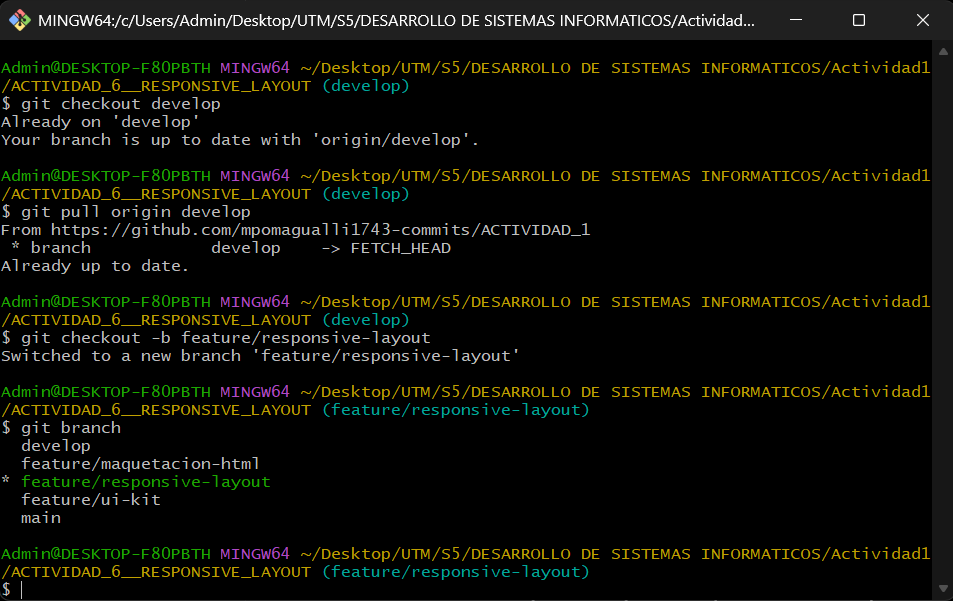 MINGW64:/c/Users/Admin/Desktop/UTM/S5/DESARROLLO DE SISTEMAS INFORMATICOS/Actividad...
Admin@DESKTOP-F8OPBTH MINGW64 ~/Desktop/UTM/S5/DESARROLLO DE SISTEMAS INFORMATICOS/Actividad1
/ACTIVIDAD_6__RESPONSIVE_LAYOUT (develop)
$ git checkout develop
Already on 'develop'
Your branch is up to date with 'origin/develop'.
Admin@DESKTOP-F8OPBTH MINGW64 ~/Desktop/UTM/S5/DESARROLLO DE SISTEMAS INFORMATICOS/Actividad1
/ACTIVIDAD_6__RESPONSIVE_LAYOUT (develop)
$ git pull origin develop
From https://github.com/mpomagualli1743-commits/ACTIVIDAD_1
 * branch            develop    -> FETCH_HEAD
Already up to date.
Admin@DESKTOP-F8OPBTH MINGW64 ~/Desktop/UTM/S5/DESARROLLO DE SISTEMAS INFORMATICOS/Actividad1
/ACTIVIDAD_6__RESPONSIVE_LAYOUT (develop)
$ git checkout -b feature/responsive-layout
Switched to a new branch 'feature/responsive-layout'
Admin@DESKTOP-F8OPBTH MINGW64 ~/Desktop/UTM/S5/DESARROLLO DE SISTEMAS INFORMATICOS/Actividad1
/ACTIVIDAD_6__RESPONSIVE_LAYOUT (feature/responsive-layout)
$ git branch
  develop
  feature/maquetacion-html
* feature/responsive-layout
  feature/ui-kit
  main
Admin@DESKTOP-F8OPBTH MINGW64 ~/Desktop/UTM/S5/DESARROLLO DE SISTEMAS INFORMATICOS/Actividad1
/ACTIVIDAD_6__RESPONSIVE_LAYOUT (feature/responsive-layout)
$